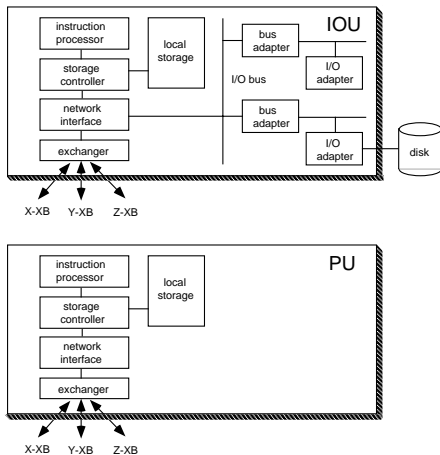 IOU
instruction
processor
local
storage
bus
adapter
storage
controller
I/O bus
I/O
adapter
network
interface
bus
adapter
exchanger
I/O
adapter
disk
X-XB
Y-XB
Z-XB
PU
instruction
processor
local
storage
storage
controller
network
interface
exchanger
X-XB
Y-XB
Z-XB